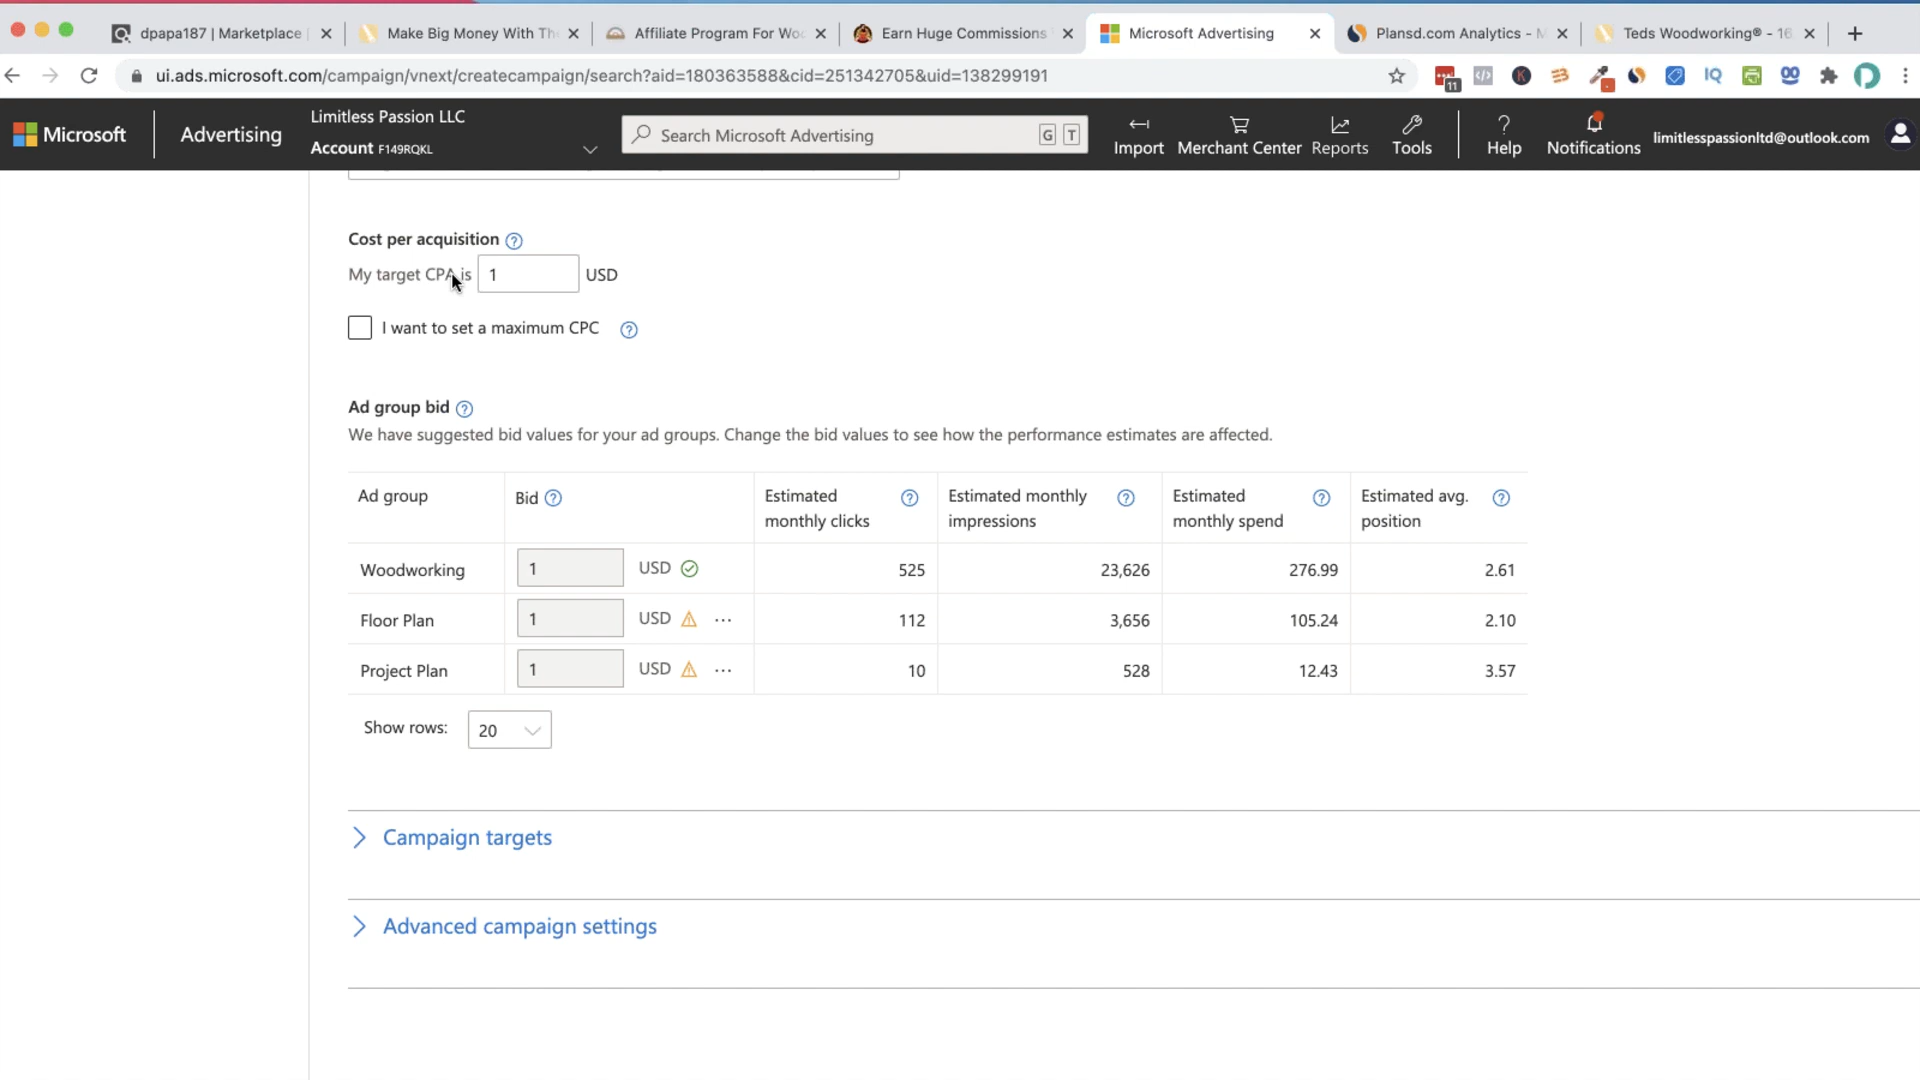 dpapa187 | Marketplace
Make Big Money With Th
Affiliate Program For Woo
Earn Huge Commissions
Microsoft Advertising
Plansd.com Analytics - M
Teds Woodworking® - 16
ui.ads.microsoft.com/campaign/vnext/createcampaign/search?aid=180363588&cid=251342705&uid=138299191
11
IQ
Microsoft
Advertising
Limitless Passion LLC
Account F149RQKL
Search Microsoft Advertising
G T
Import
Merchant Center
Reports
Tools
Help
Notifications
limitlesspassionltd@outlook.com
Cost per acquisition
My target CPA is 1 USD
I want to set a maximum CPC
Ad group bid
We have suggested bid values for your ad groups. Change the bid values to see how the performance estimates are affected.
Ad group
Bid
Estimated
monthly clicks
Estimated monthly
impressions
Estimated
monthly spend
Estimated avg.
position
Woodworking 1 USD 525 23,626 276.99 2.61
Floor Plan 1 USD ... 112 3,656 105.24 2.10
Project Plan 1 USD ... 10 528 12.43 3.57
Show rows: 20
Campaign targets
Advanced campaign settings